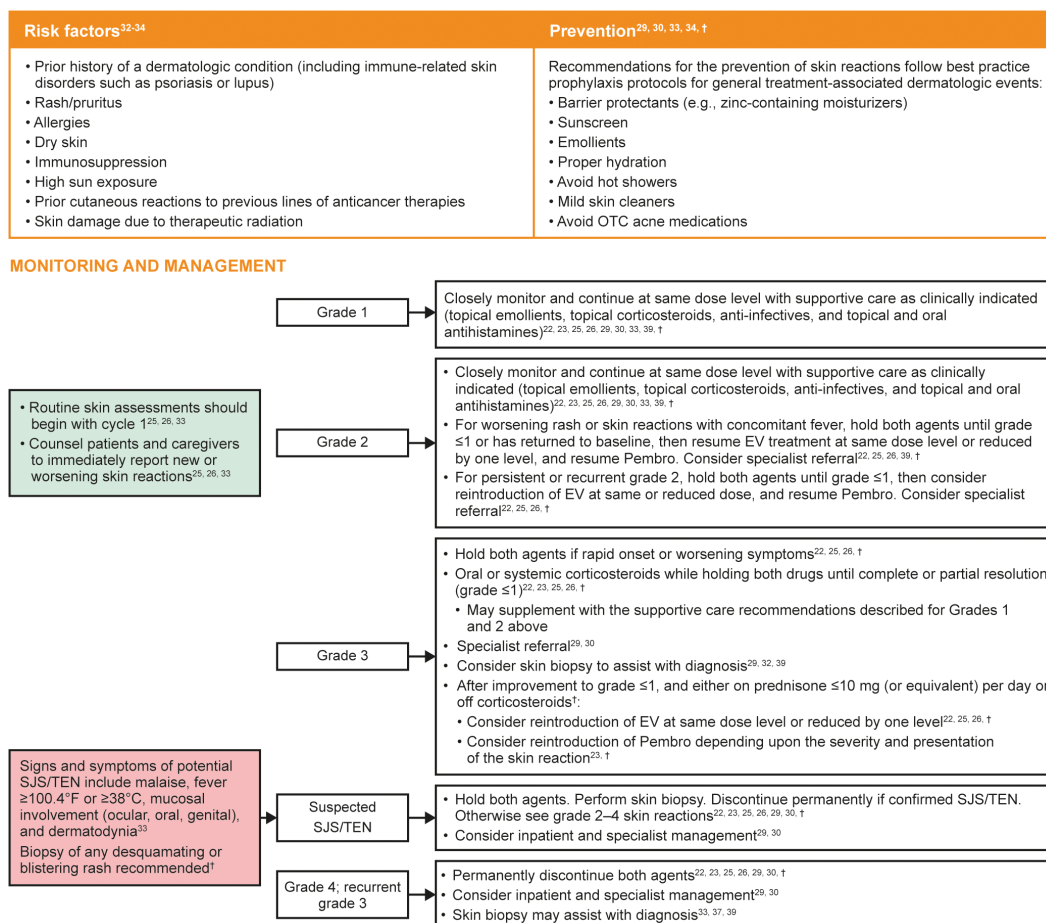 Risk factors32-34
Prevention29, 30, 33, 34, †
• Prior history of a dermatologic condition (including immune-related skin
disorders such as psoriasis or lupus)
• Rash/pruritus
• Allergies
• Dry skin
• Immunosuppression
• High sun exposure
• Prior cutaneous reactions to previous lines of anticancer therapies
• Skin damage due to therapeutic radiation
Recommendations for the prevention of skin reactions follow best practice
prophylaxis protocols for general treatment-associated dermatologic events:
• Barrier protectants (e.g., zinc-containing moisturizers)
• Sunscreen
• Emollients
• Proper hydration
• Avoid hot showers
• Mild skin cleaners
• Avoid OTC acne medications
MONITORING AND MANAGEMENT
• Routine skin assessments should
begin with cycle 125, 26, 33
• Counsel patients and caregivers
to immediately report new or
worsening skin reactions25, 26, 33
Grade 1
Closely monitor and continue at same dose level with supportive care as clinically indicated
(topical emollients, topical corticosteroids, anti-infectives, and topical and oral
antihistamines)22, 23, 25, 26, 29, 30, 33, 39, †
Grade 2
• Closely monitor and continue at same dose level with supportive care as clinically
indicated (topical emollients, topical corticosteroids, anti-infectives, and topical and oral
antihistamines)22, 23, 25, 26, 29, 30, 33, 39, †
• For worsening rash or skin reactions with concomitant fever, hold both agents until grade
≤1 or has returned to baseline, then resume EV treatment at same dose level or reduced
by one level, and resume Pembro. Consider specialist referral22, 25, 26, 39, †
• For persistent or recurrent grade 2, hold both agents until grade ≤1, then consider
reintroduction of EV at same or reduced dose, and resume Pembro. Consider specialist
referral22, 25, 26, †
Grade 3
• Hold both agents if rapid onset or worsening symptoms22, 25, 26, †
• Oral or systemic corticosteroids while holding both drugs until complete or partial resolution
(grade ≤1)22, 23, 25, 26, †
• May supplement with the supportive care recommendations described for Grades 1
and 2 above
• Specialist referral29, 30
• Consider skin biopsy to assist with diagnosis29, 32, 39
• After improvement to grade ≤1, and either on prednisone ≤10 mg (or equivalent) per day or
off corticosteroids†:
• Consider reintroduction of EV at same dose level or reduced by one level22, 25, 26, †
• Consider reintroduction of Pembro depending upon the severity and presentation
of the skin reaction23, †
Signs and symptoms of potential
SJS/TEN include malaise, fever
≥100.4°F or ≥38°C, mucosal
involvement (ocular, oral, genital),
and dermatodynia33
Biopsy of any desquamating or
blistering rash recommended†
Suspected
SJS/TEN
• Hold both agents. Perform skin biopsy. Discontinue permanently if confirmed SJS/TEN.
Otherwise see grade 2–4 skin reactions22, 23, 25, 26, 29, 30, †
• Consider inpatient and specialist management29, 30
Grade 4; recurrent
grade 3
• Permanently discontinue both agents22, 23, 25, 26, 29, 30, †
• Consider inpatient and specialist management29, 30
• Skin biopsy may assist with diagnosis33, 37, 39